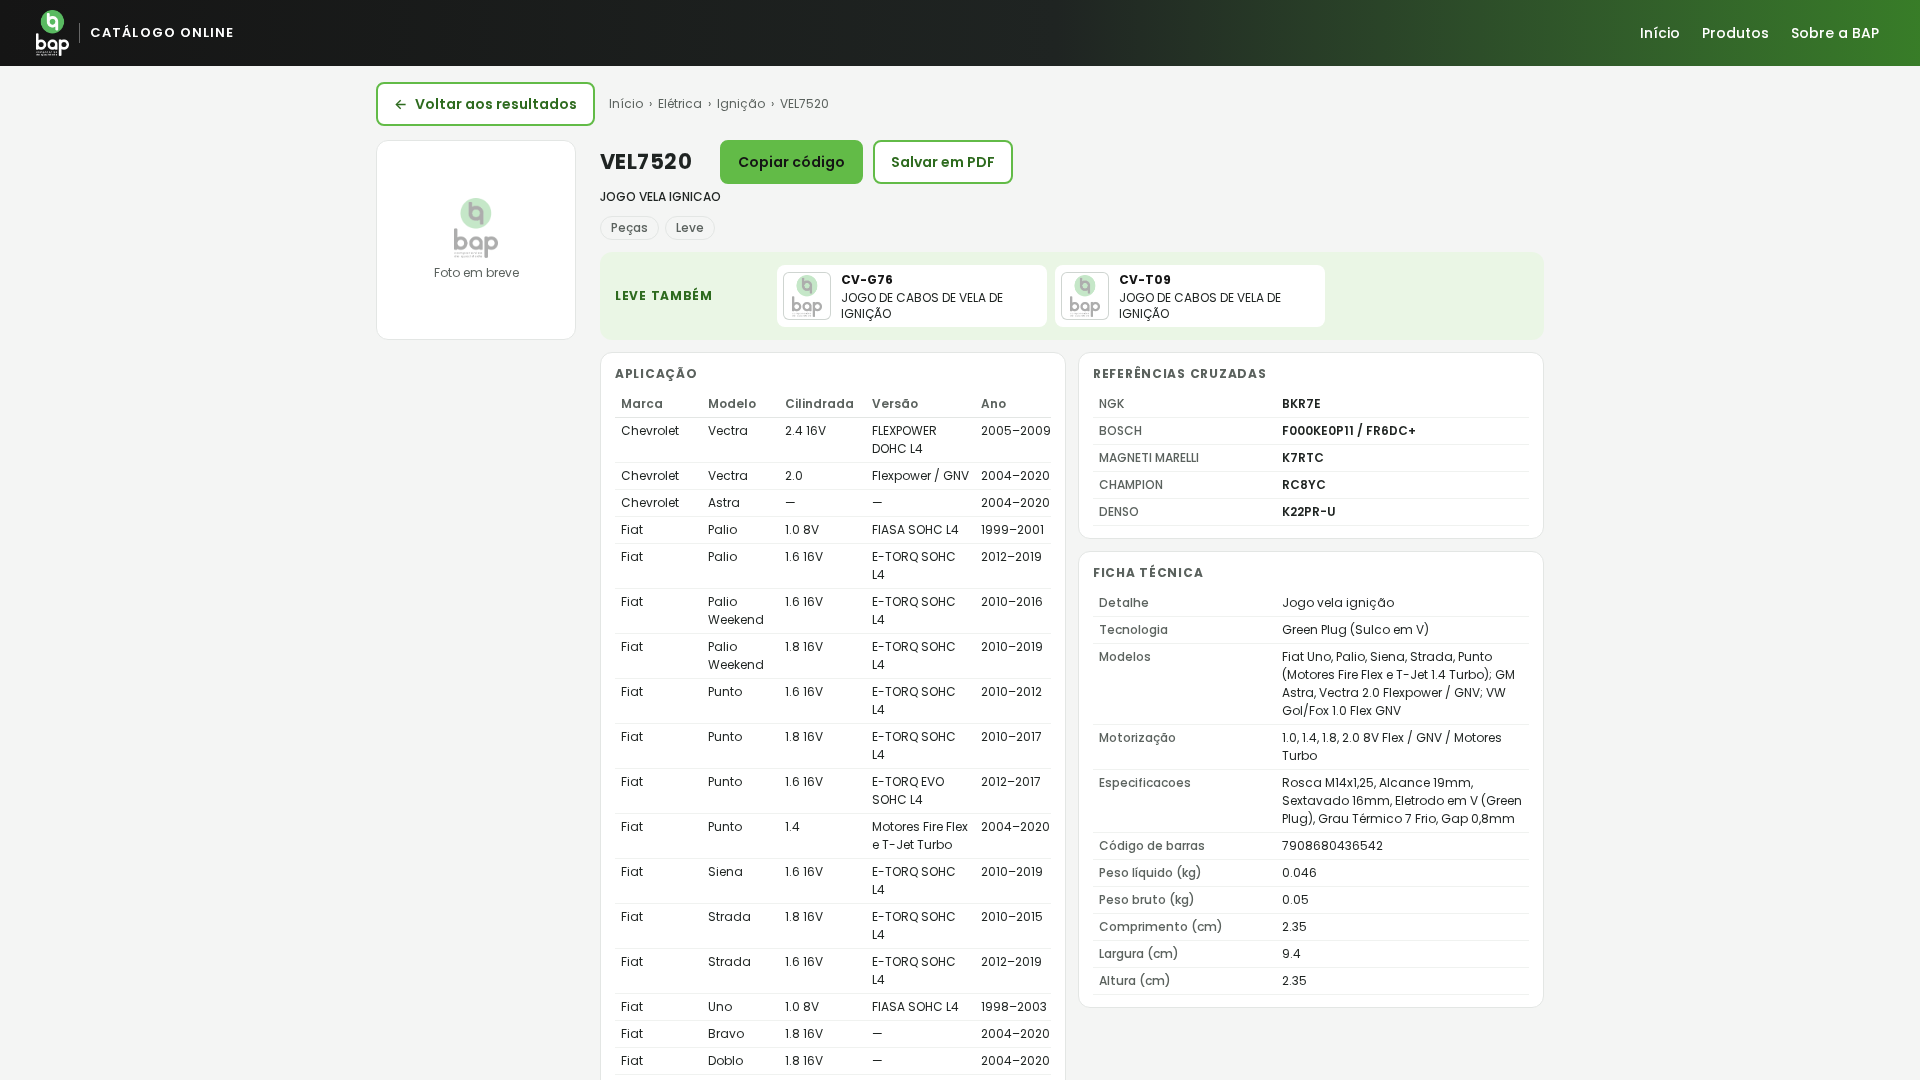 bap
CATÁLOGO ONLINE
Início
Produtos
Sobre a BAP
← Voltar aos resultados
Início › Elétrica › Ignição › VEL7520
bap
Foto em breve
VEL7520
Copiar código
Salvar em PDF
JOGO VELA IGNICAO
Peças
Leve
LEVE TAMBÉM
bap
CV-G76
JOGO DE CABOS DE VELA DE
IGNIÇÃO
bap
CV-T09
JOGO DE CABOS DE VELA DE
IGNIÇÃO
APLICAÇÃO
Marca Modelo Cilindrada Versão Ano
Chevrolet Vectra 2.4 16V FLEXPOWER 2005–2009
DOHC L4
Chevrolet Vectra 2.0 Flexpower / GNV 2004–2020
Chevrolet Astra — — 2004–2020
Fiat Palio 1.0 8V FIASA SOHC L4 1999–2001
Fiat Palio 1.6 16V E-TORQ SOHC 2012–2019
L4
Fiat Palio 1.6 16V E-TORQ SOHC 2010–2016
Weekend L4
Fiat Palio 1.8 16V E-TORQ SOHC 2010–2019
Weekend L4
Fiat Punto 1.6 16V E-TORQ SOHC 2010–2012
L4
Fiat Punto 1.8 16V E-TORQ SOHC 2010–2017
L4
Fiat Punto 1.6 16V E-TORQ EVO 2012–2017
SOHC L4
Fiat Punto 1.4 Motores Fire Flex 2004–2020
e T-Jet Turbo
Fiat Siena 1.6 16V E-TORQ SOHC 2010–2019
L4
Fiat Strada 1.8 16V E-TORQ SOHC 2010–2015
L4
Fiat Strada 1.6 16V E-TORQ SOHC 2012–2019
L4
Fiat Uno 1.0 8V FIASA SOHC L4 1998–2003
Fiat Bravo 1.8 16V — 2004–2020
Fiat Doblo 1.8 16V — 2004–2020
REFERÊNCIAS CRUZADAS
NGK BKR7E
BOSCH F000KE0P11 / FR6DC+
MAGNETI MARELLI K7RTC
CHAMPION RC8YC
DENSO K22PR-U
FICHA TÉCNICA
Detalhe Jogo vela ignição
Tecnologia Green Plug (Sulco em V)
Modelos Fiat Uno, Palio, Siena, Strada, Punto
(Motores Fire Flex e T-Jet 1.4 Turbo); GM
Astra, Vectra 2.0 Flexpower / GNV; VW
Gol/Fox 1.0 Flex GNV
Motorização 1.0, 1.4, 1.8, 2.0 8V Flex / GNV / Motores
Turbo
Especificacoes Rosca M14x1,25, Alcance 19mm,
Sextavado 16mm, Eletrodo em V (Green
Plug), Grau Térmico 7 Frio, Gap 0,8mm
Código de barras 7908680436542
Peso líquido (kg) 0.046
Peso bruto (kg) 0.05
Comprimento (cm) 2.35
Largura (cm) 9.4
Altura (cm) 2.35